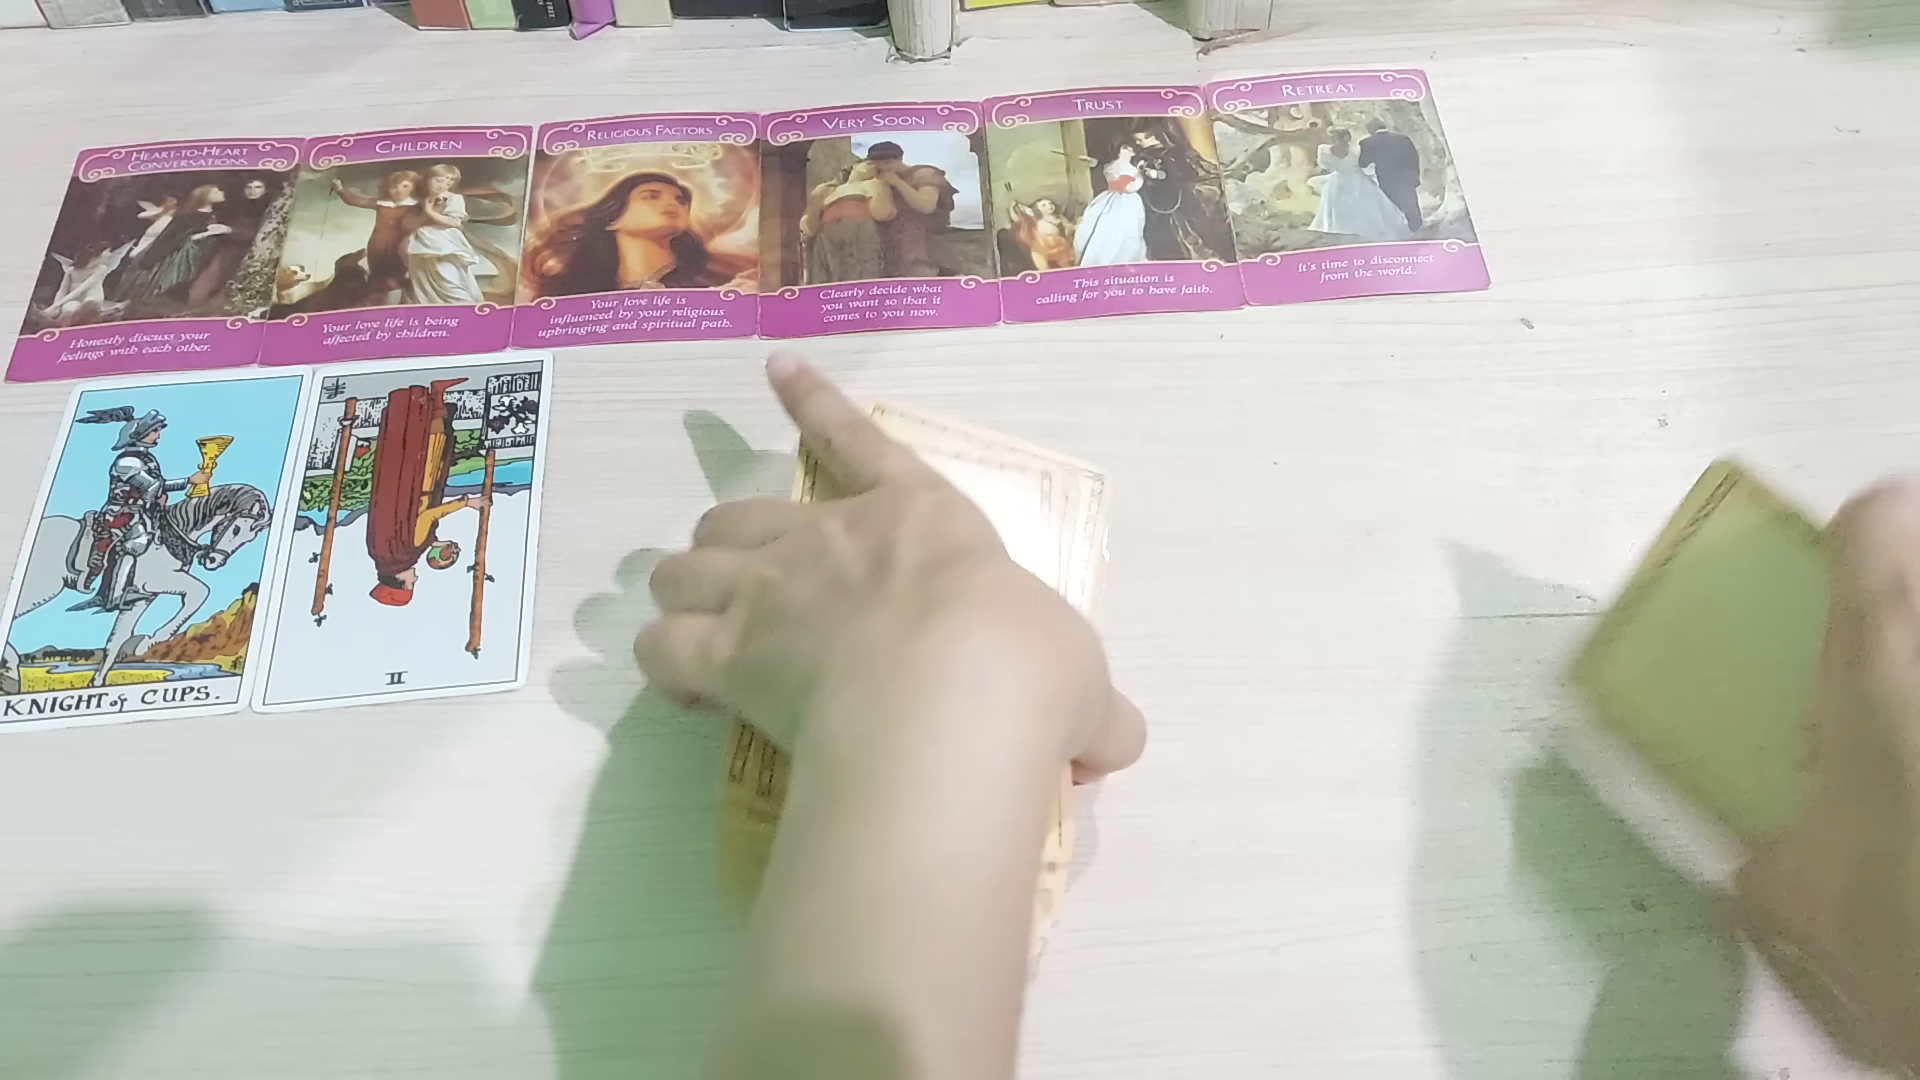 HEART-TO-HEART
CONVERSATIONS
Honestly discuss your
feelings with each other.
CHILDREN
Your love life is being
affected by children.
RELIGIOUS FACTORS
Your love life is
influenced by your religious
upbringing and spiritual path.
VERY SOON
Clearly decide what
you want so that it
comes to you now.
TRUST
This situation is
calling for you to have faith.
RETREAT
It's time to disconnect
from the world.
KNIGHT of CUPS.
II